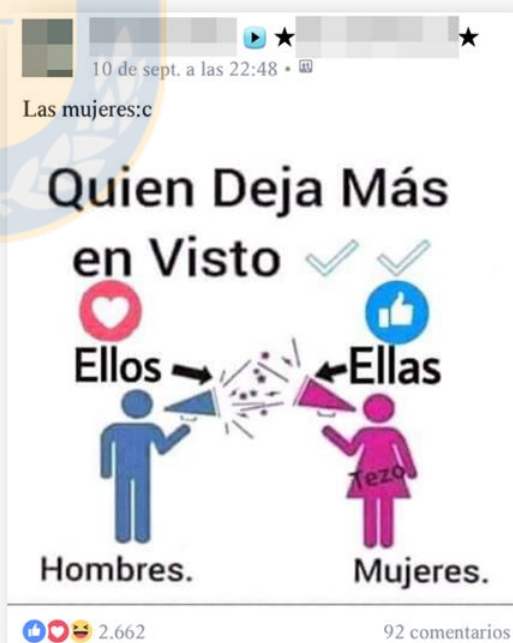 10 de sept. a las 22:48 •
Las mujeres:c
Quien Deja Más
en Visto
Ellos Ellas
Tezo
Hombres. Mujeres.
2.662 92 comentarios